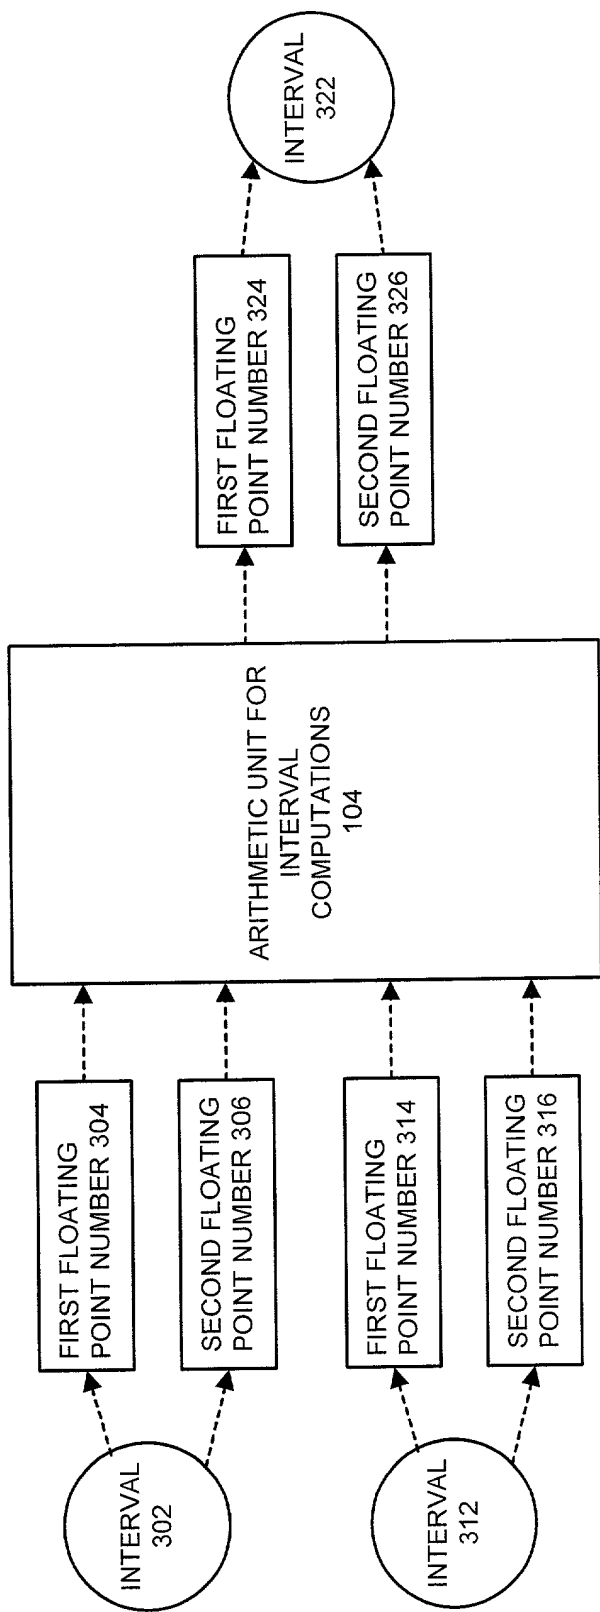 INTERVAL
302
FIRST FLOATING
POINT NUMBER 304
SECOND FLOATING
POINT NUMBER 306
INTERVAL
312
FIRST FLOATING
POINT NUMBER 314
SECOND FLOATING
POINT NUMBER 316
ARITHMETIC UNIT FOR
INTERVAL
COMPUTATIONS
104
FIRST FLOATING
POINT NUMBER 324
SECOND FLOATING
POINT NUMBER 326
INTERVAL
322